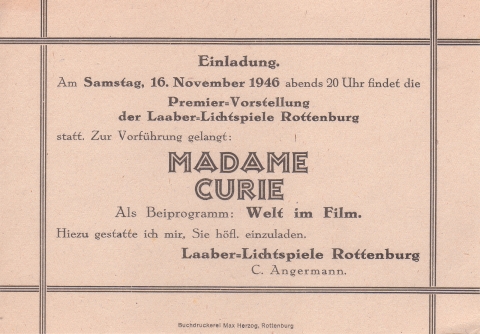 Einladung.
Am Samstag, 16. November 1946 abends 20 Uhr findet die
Premier=Vorstellung
der Laaber=Lichtspiele Rottenburg
statt. Zur Vorführung gelangt:
MADAME
CURIE
Als Beiprogramm: Welt im Film.
Hiezu gestatte ich mir, Sie höfl. einzuladen.
Laaber=Lichtspiele Rottenburg
C. Angermann.
Buchdruckerei Max Herzog, Rottenburg